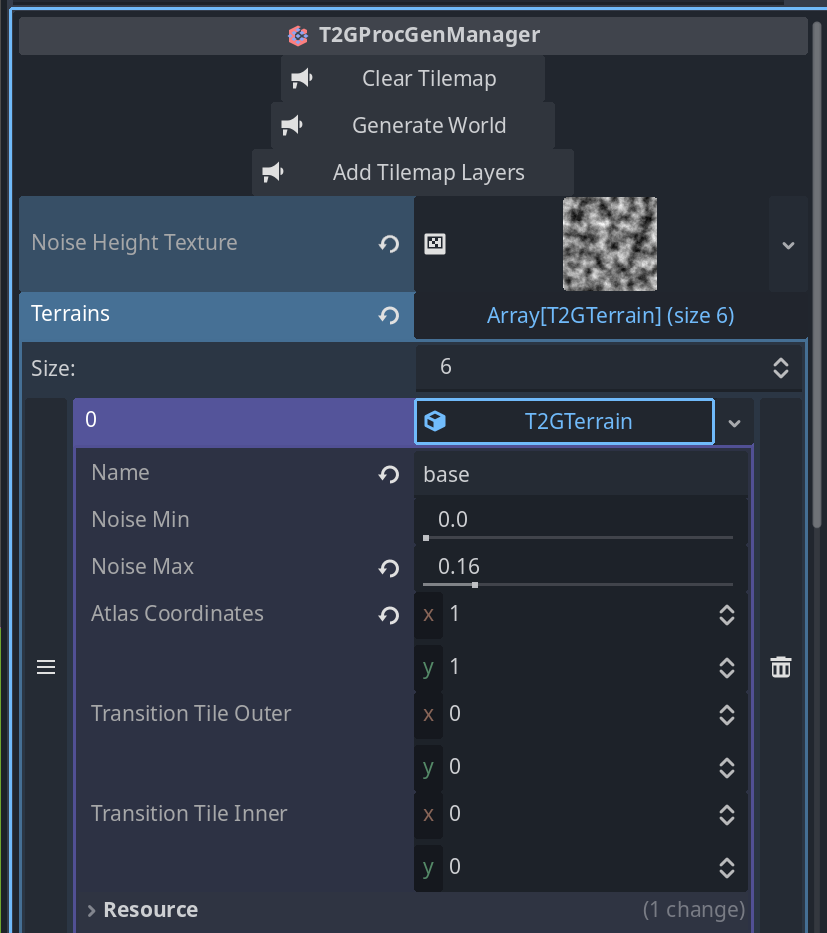 T2GProcGenManager
Clear Tilemap
Generate World
Add Tilemap Layers
Noise Height Texture
Terrains Array[T2GTerrain] (size 6)
Size: 6
0 T2GTerrain
Name base
Noise Min 0.0
Noise Max 0.16
Atlas Coordinates x 1
y 1
Transition Tile Outer x 0
y 0
Transition Tile Inner x 0
y 0
Resource (1 change)